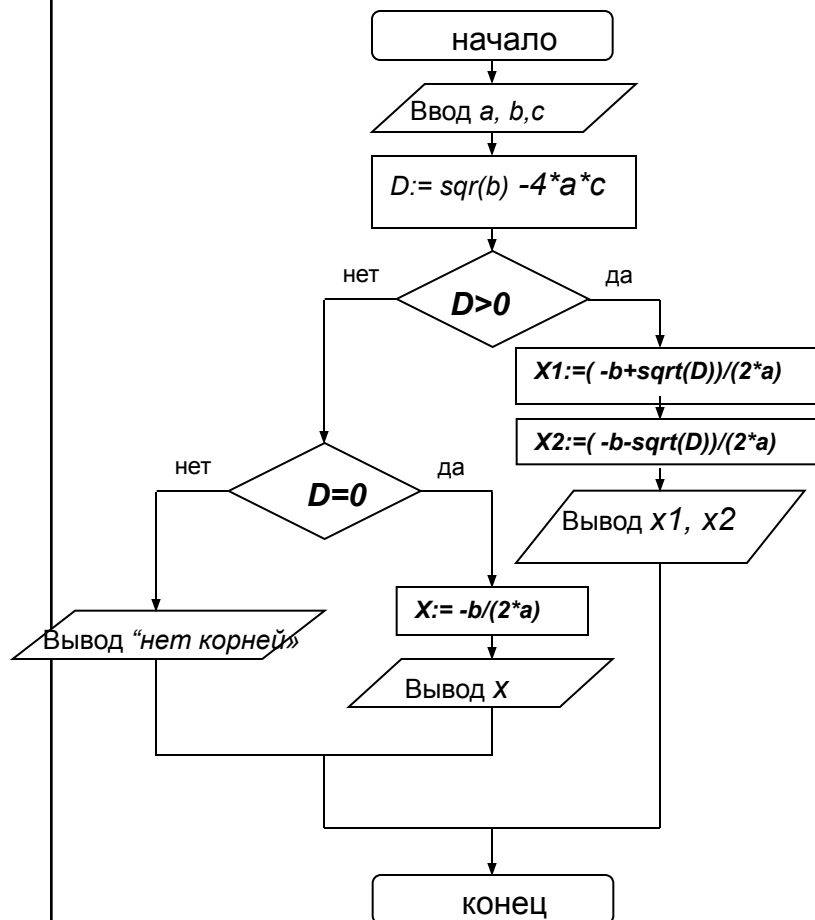 начало
Ввод a, b,c
D:= sqr(b) -4*a*c
нет
да
D>0
X1:=( -b+sqrt(D))/(2*a)
X2:=( -b-sqrt(D))/(2*a)
нет
да
D=0
Вывод x1, x2
X:= -b/(2*a)
Вывод “нет корней»
Вывод x
конец